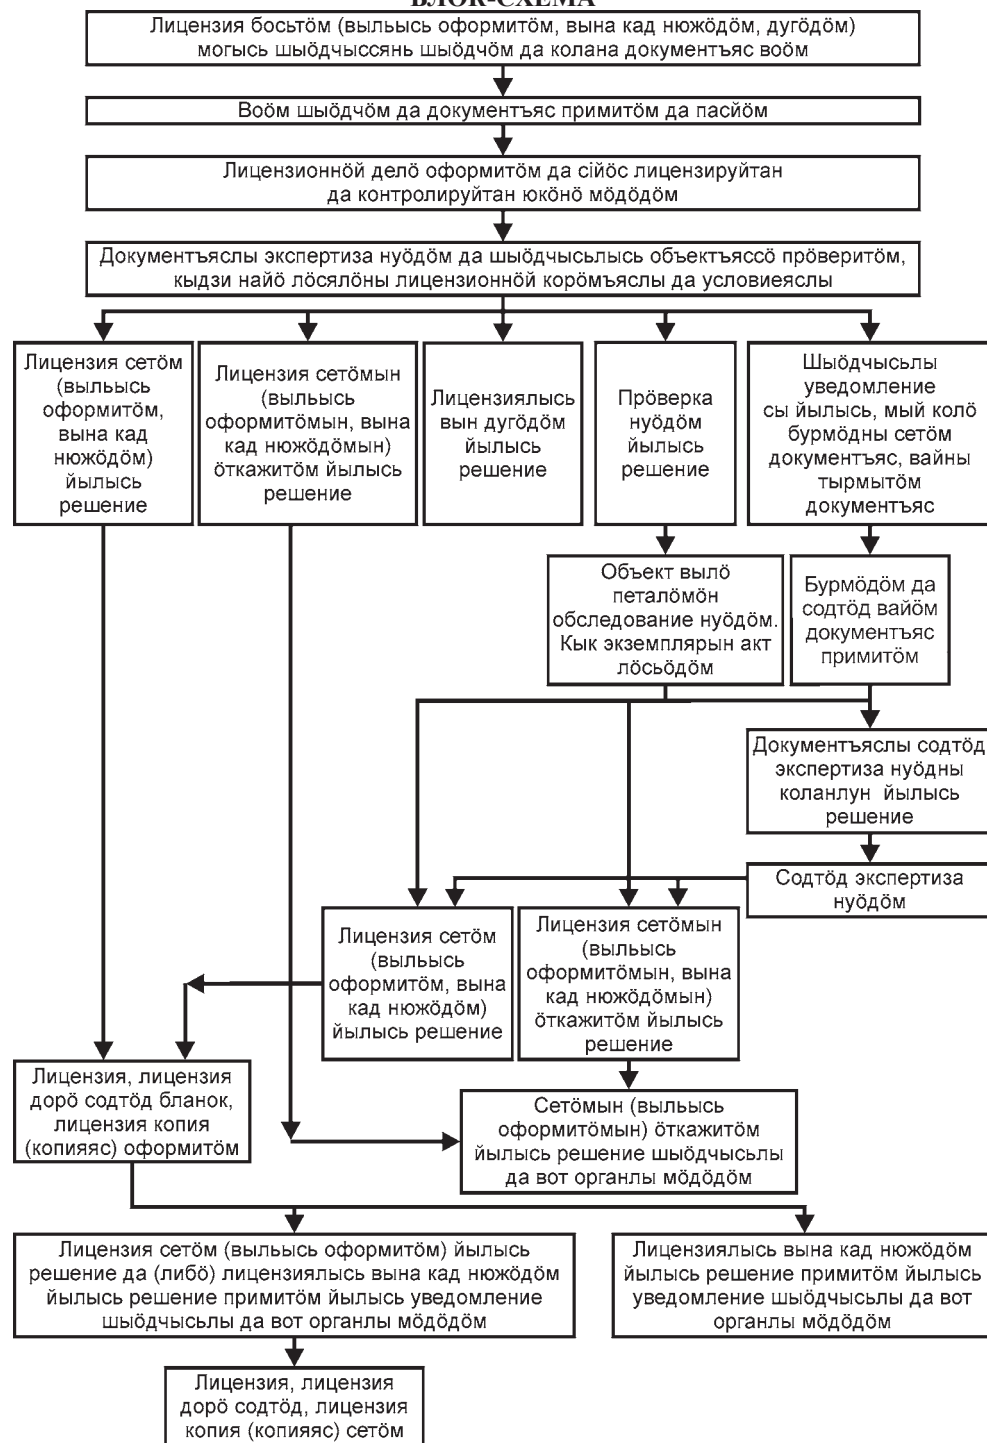 БЛОК-СХЕМА
Лицензия босьтӧм (выльысь оформитӧм, вына кад нюжӧдӧм, дугӧдӧм)
могысь шыӧдчыссянь шыӧдчӧм да колана документъяс воӧм
Воӧм шыӧдчӧм да документъяс примитӧм да пасйӧм
Лицензионнӧй делӧ оформитӧм да сійӧс лицензируйтан
да контролируйтан юкӧнӧ мӧдӧдӧм
Документъяслы экспертиза нуӧдӧм да шыӧдчысьлысь объектъяссӧ прӧверитӧм,
кыдзи найӧ лӧсялӧны лицензионнӧй корӧмъяслы да условиеяслы
Лицензия сетӧм
(выльысь
оформитӧм,
вына кад
нюжӧдӧм)
йылысь
решение
Лицензия сетӧмын
(выльысь
оформитӧмын, вына
кад нюжӧдӧмын)
ӧткажитӧм йылысь
решение
Лицензиялысь
вын дугӧдӧм
йылысь
решение
Прӧверка
нуӧдӧм
йылысь
решение
Шыӧдчысьлы
уведомление
сы йылысь, мый колӧ
бурмӧдны сетӧм
документъяс, вайны
тырмытӧм
документъяс
Объект вылӧ
петалӧмӧн
обследование нуӧдӧм.
Кык экземплярын акт
лӧсьӧдӧм
Бурмӧдӧм да
содтӧд вайӧм
документъяс
примитӧм
Документъяслы содтӧд
экспертиза нуӧдны
коланлун йылысь
решение
Содтӧд экспертиза
нуӧдӧм
Лицензия сетӧм
(выльысь
оформитӧм, вына
кад нюжӧдӧм)
йылысь решение
Лицензия сетӧмын
(выльысь
оформитӧмын, вына
кад нюжӧдӧмын)
ӧткажитӧм йылысь
решение
Лицензия, лицензия
дорӧ содтӧд бланок,
лицензия копия
(копияяс) оформитӧм
Сетӧмын (выльысь
оформитӧмын) ӧткажитӧм
йылысь решение шыӧдчысьлы
да вот органлы мӧдӧдӧм
Лицензия сетӧм (выльысь оформитӧм) йылысь
решение да (либӧ) лицензиялысь вына кад нюжӧдӧм
йылысь решение примитӧм йылысь уведомление
шыӧдчысьлы да вот органлы мӧдӧдӧм
Лицензиялысь вына кад нюжӧдӧм
йылысь решение примитӧм йылысь
уведомление шыӧдчысьлы да вот
органлы мӧдӧдӧм
Лицензия, лицензия
дорӧ содтӧд, лицензия
копия (копияяс) сетӧм